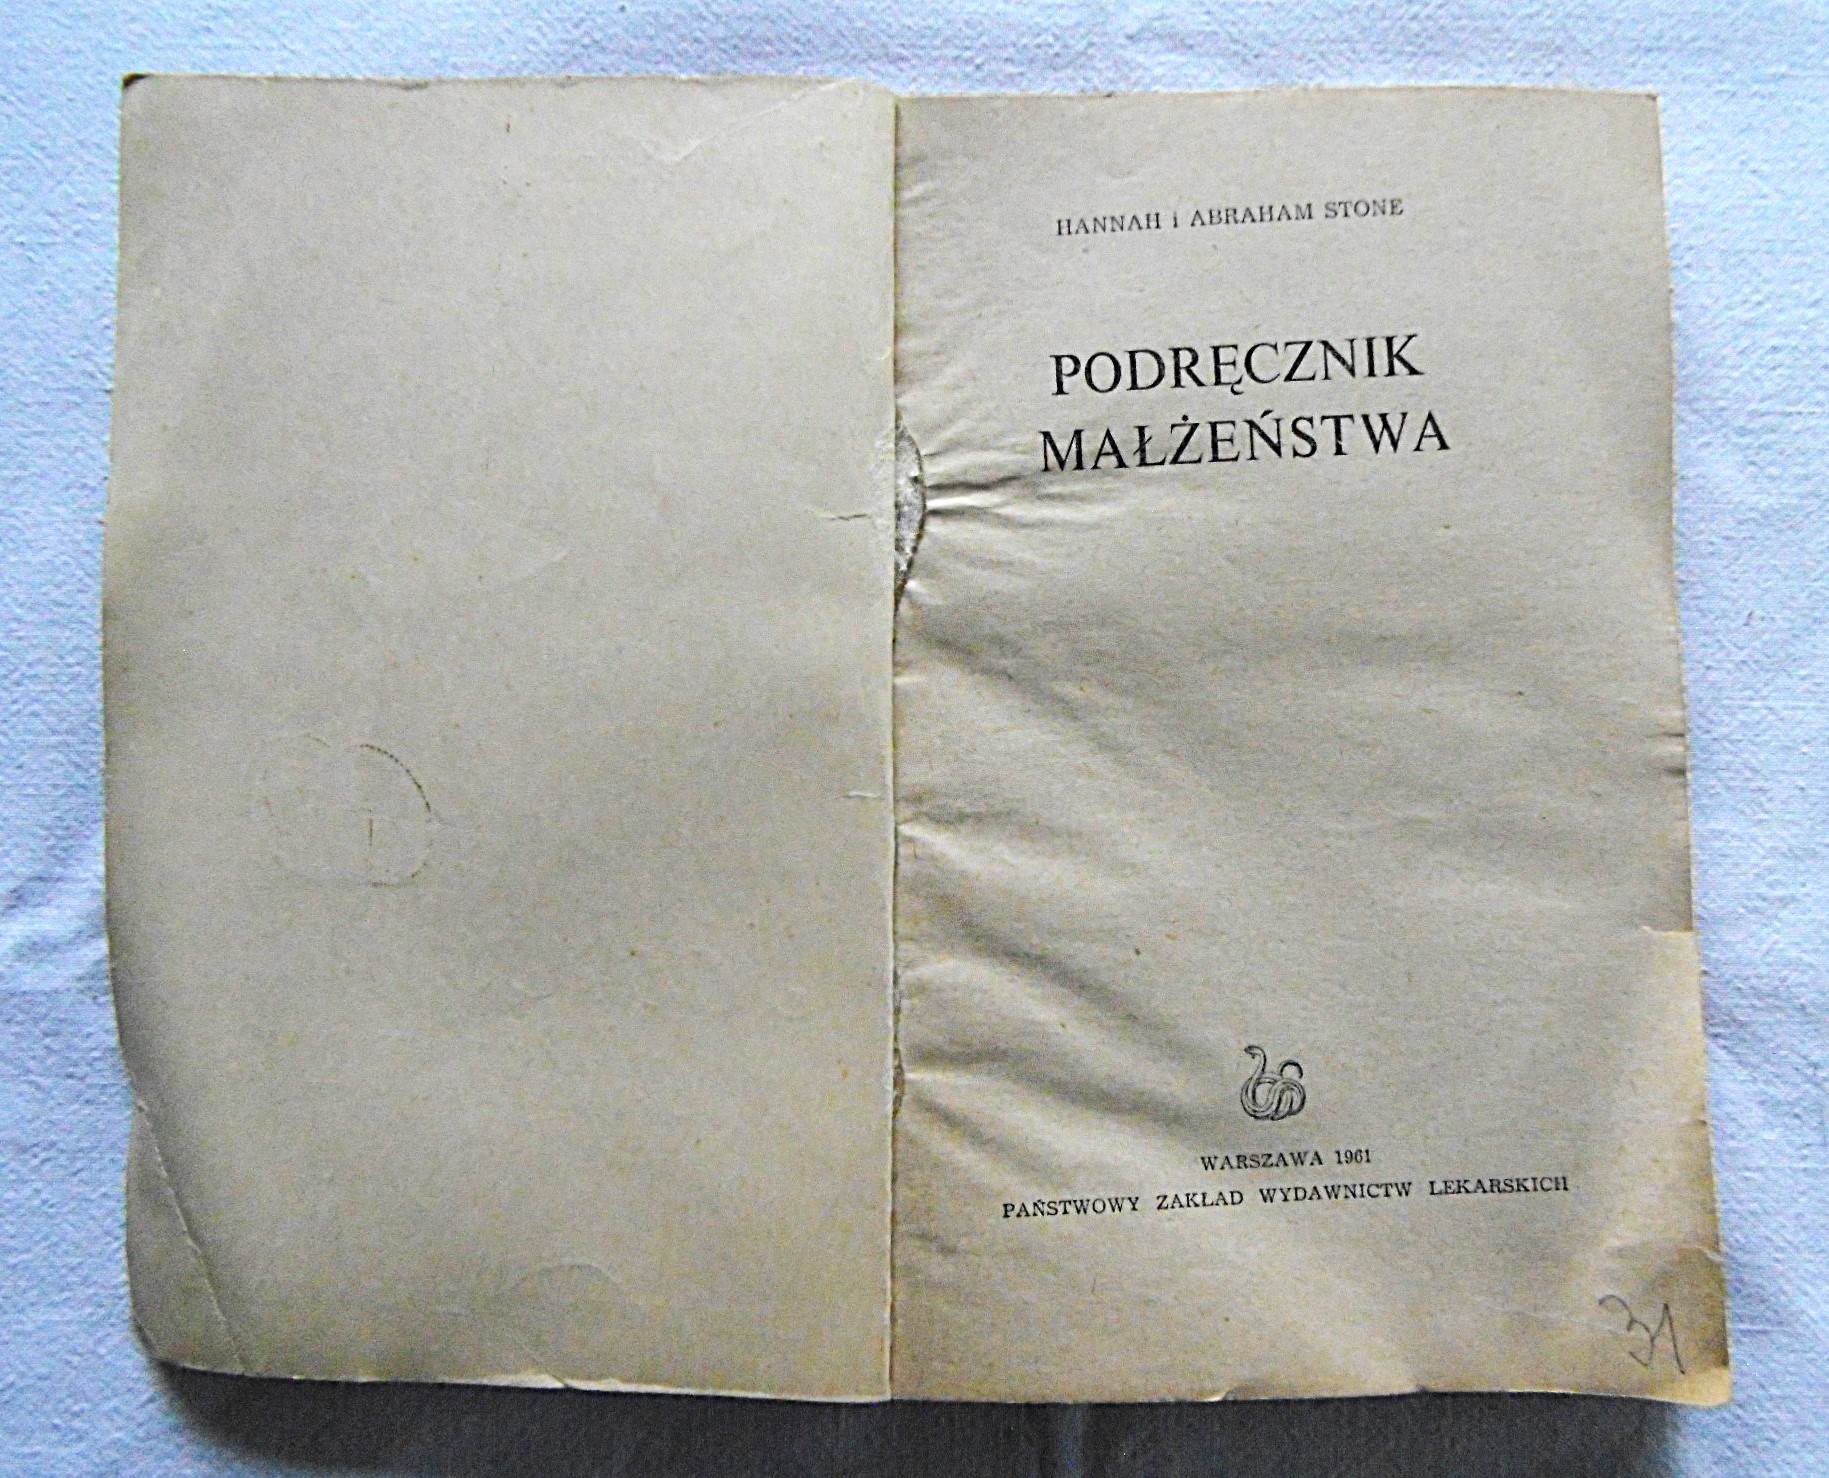 HANNAH i ABRAHAM STONE
PODRĘCZNIK
MAŁŻEŃSTWA
WARSZAWA 1961
PAŃSTWOWY ZAKŁAD WYDAWNICTW LEKARSKICH
31